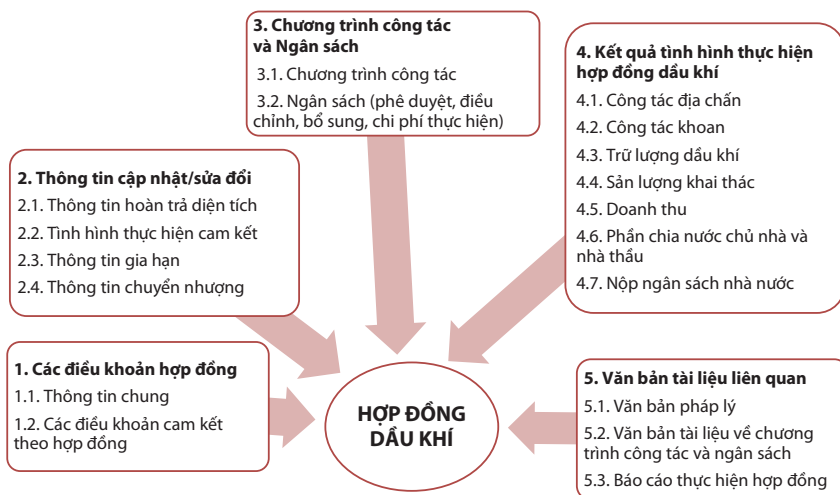 3. Chương trình công tác
và Ngân sách
3.1. Chương trình công tác
3.2. Ngân sách (phê duyệt, điều
chỉnh, bổ sung, chi phí thực hiện)
4. Kết quả tình hình thực hiện
hợp đồng dầu khí
4.1. Công tác địa chấn
4.2. Công tác khoan
4.3. Trữ lượng dầu khí
4.4. Sản lượng khai thác
4.5. Doanh thu
4.6. Phần chia nước chủ nhà và
nhà thầu
4.7. Nộp ngân sách nhà nước
2. Thông tin cập nhật/sửa đổi
2.1. Thông tin hoàn trả diện tích
2.2. Tình hình thực hiện cam kết
2.3. Thông tin gia hạn
2.4. Thông tin chuyển nhượng
1. Các điều khoản hợp đồng
1.1. Thông tin chung
1.2. Các điều khoản cam kết
theo hợp đồng
HỢP ĐỒNG
DẦU KHÍ
5. Văn bản tài liệu liên quan
5.1. Văn bản pháp lý
5.2. Văn bản tài liệu về chương
trình công tác và ngân sách
5.3. Báo cáo thực hiện hợp đồng